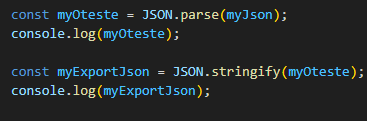 const myOteste = JSON.parse(myJson);
console.log(myOteste);
const myExportJson = JSON.stringify(myOteste);
console.log(myExportJson);